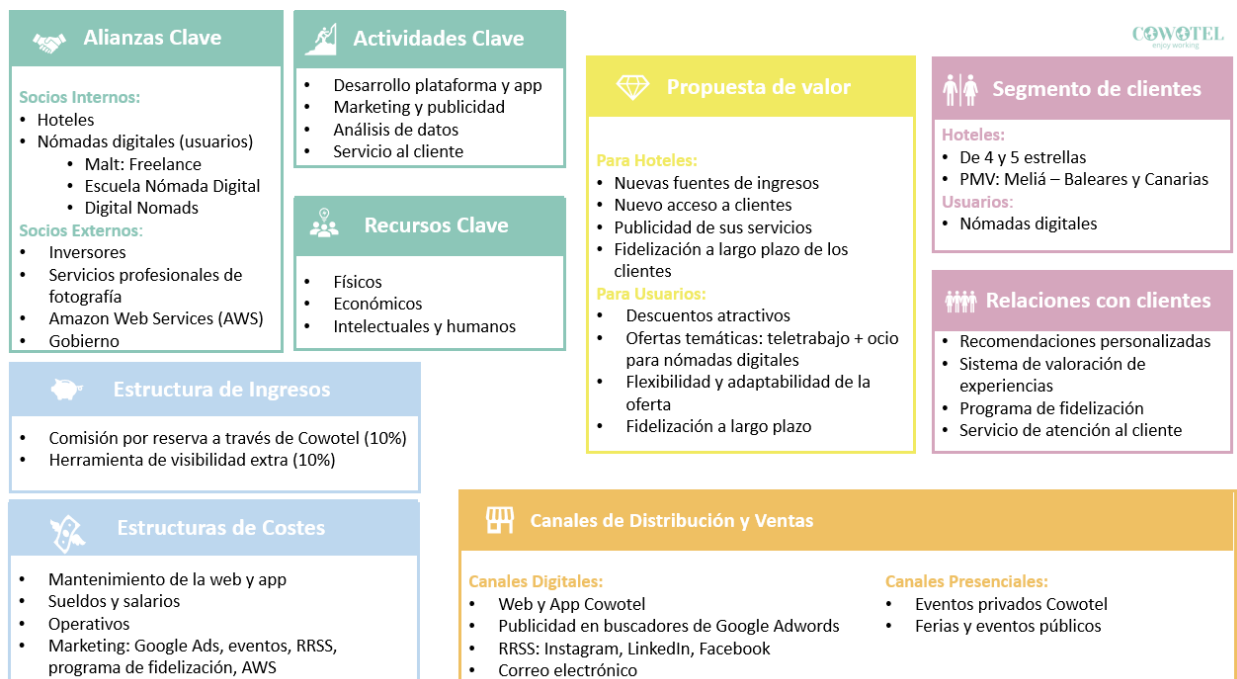 Alianzas Clave
Socios Internos:
• Hoteles
• Nómadas digitales (usuarios)
• Malt: Freelance
• Escuela Nómada Digital
• Digital Nomads
Socios Externos:
• Inversores
• Servicios profesionales de
fotografía
• Amazon Web Services (AWS)
• Gobierno
Actividades Clave
• Desarrollo plataforma y app
• Marketing y publicidad
• Análisis de datos
• Servicio al cliente
Recursos Clave
• Físicos
• Económicos
• Intelectuales y humanos
Propuesta de valor
Para Hoteles:
• Nuevas fuentes de ingresos
• Nuevo acceso a clientes
• Publicidad de sus servicios
• Fidelización a largo plazo de los
clientes
Para Usuarios:
• Descuentos atractivos
• Ofertas temáticas: teletrabajo + ocio
para nómadas digitales
• Flexibilidad y adaptabilidad de la
oferta
• Fidelización a largo plazo
COWOTEL
enjoy working
Segmento de clientes
Hoteles:
• De 4 y 5 estrellas
• PMV: Meliá – Baleares y Canarias
Usuarios:
• Nómadas digitales
Relaciones con clientes
• Recomendaciones personalizadas
• Sistema de valoración de
experiencias
• Programa de fidelización
• Servicio de atención al cliente
Estructura de Ingresos
• Comisión por reserva a través de Cowotel (10%)
• Herramienta de visibilidad extra (10%)
Estructuras de Costes
• Mantenimiento de la web y app
• Sueldos y salarios
• Operativos
• Marketing: Google Ads, eventos, RRSS,
programa de fidelización, AWS
Canales de Distribución y Ventas
Canales Digitales:
• Web y App Cowotel
• Publicidad en buscadores de Google Adwords
• RRSS: Instagram, LinkedIn, Facebook
• Correo electrónico
Canales Presenciales:
• Eventos privados Cowotel
• Ferias y eventos públicos